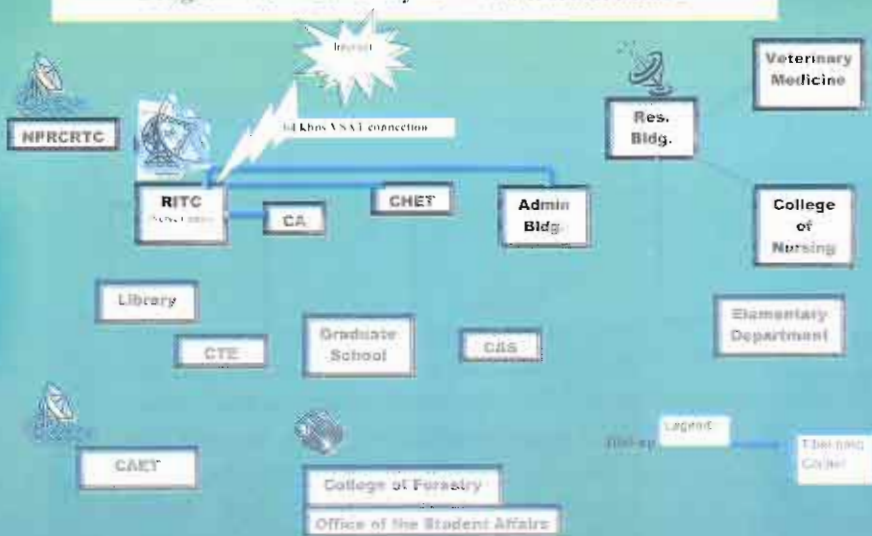 Internet
64 kbps VSAT connection
NPRCRTC
Res.
Bldg.
Veterinary
Medicine
RITC
CA
CHET
Admin
Bldg.
College
of
Nursing
Library
CTE
Graduate
School
CAS
Elementary
Department
CAET
College of Forestry
Office of the Student Affairs
Legend